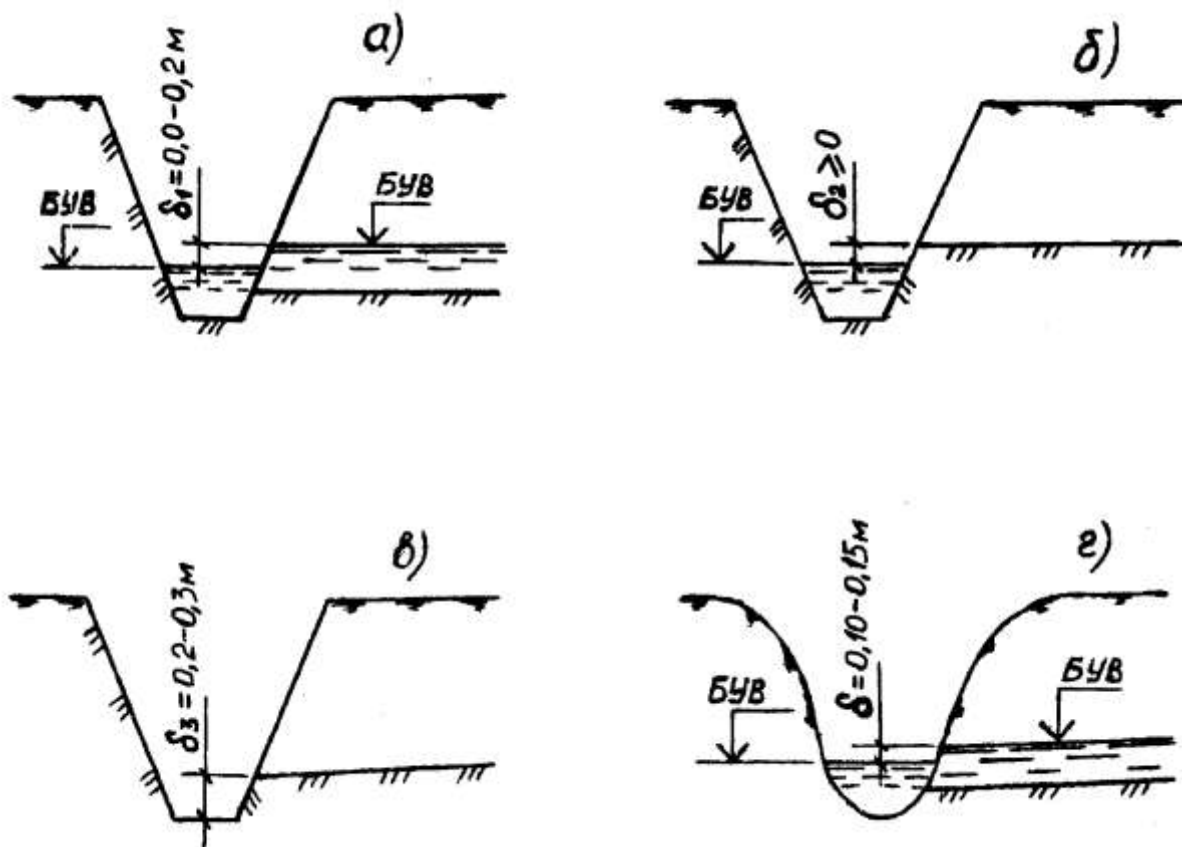 а)
δ1=0,0-0,2м
БУВ
БУВ
б)
δ2⩾0
БУВ
в)
δ3=0,2-0,3м
г)
δ=0,10-0,15м
БУВ
БУВ